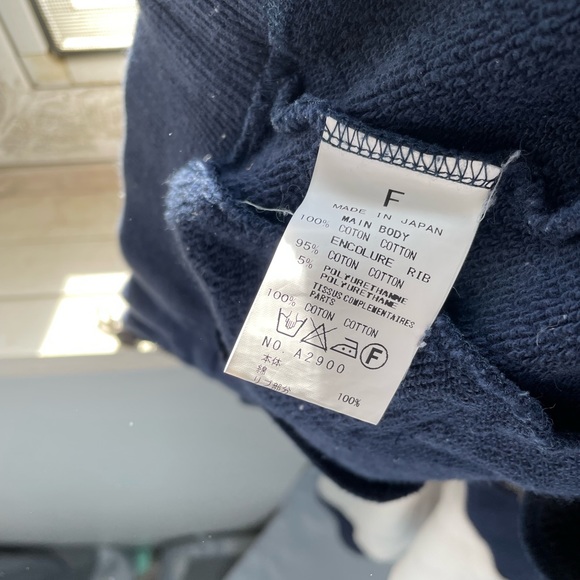 F
MADE IN JAPAN
MAIN BODY
100% COTON COTTON
ENCOLURE, RIB
95% COTON COTTON
5% POLYURETHANNE
POLYURETHANE
TISSUS COMPLEMENTAIRES
PARTS
100% COTON COTTON
F
NO. A2900
本体
綿 100%
リブ部分